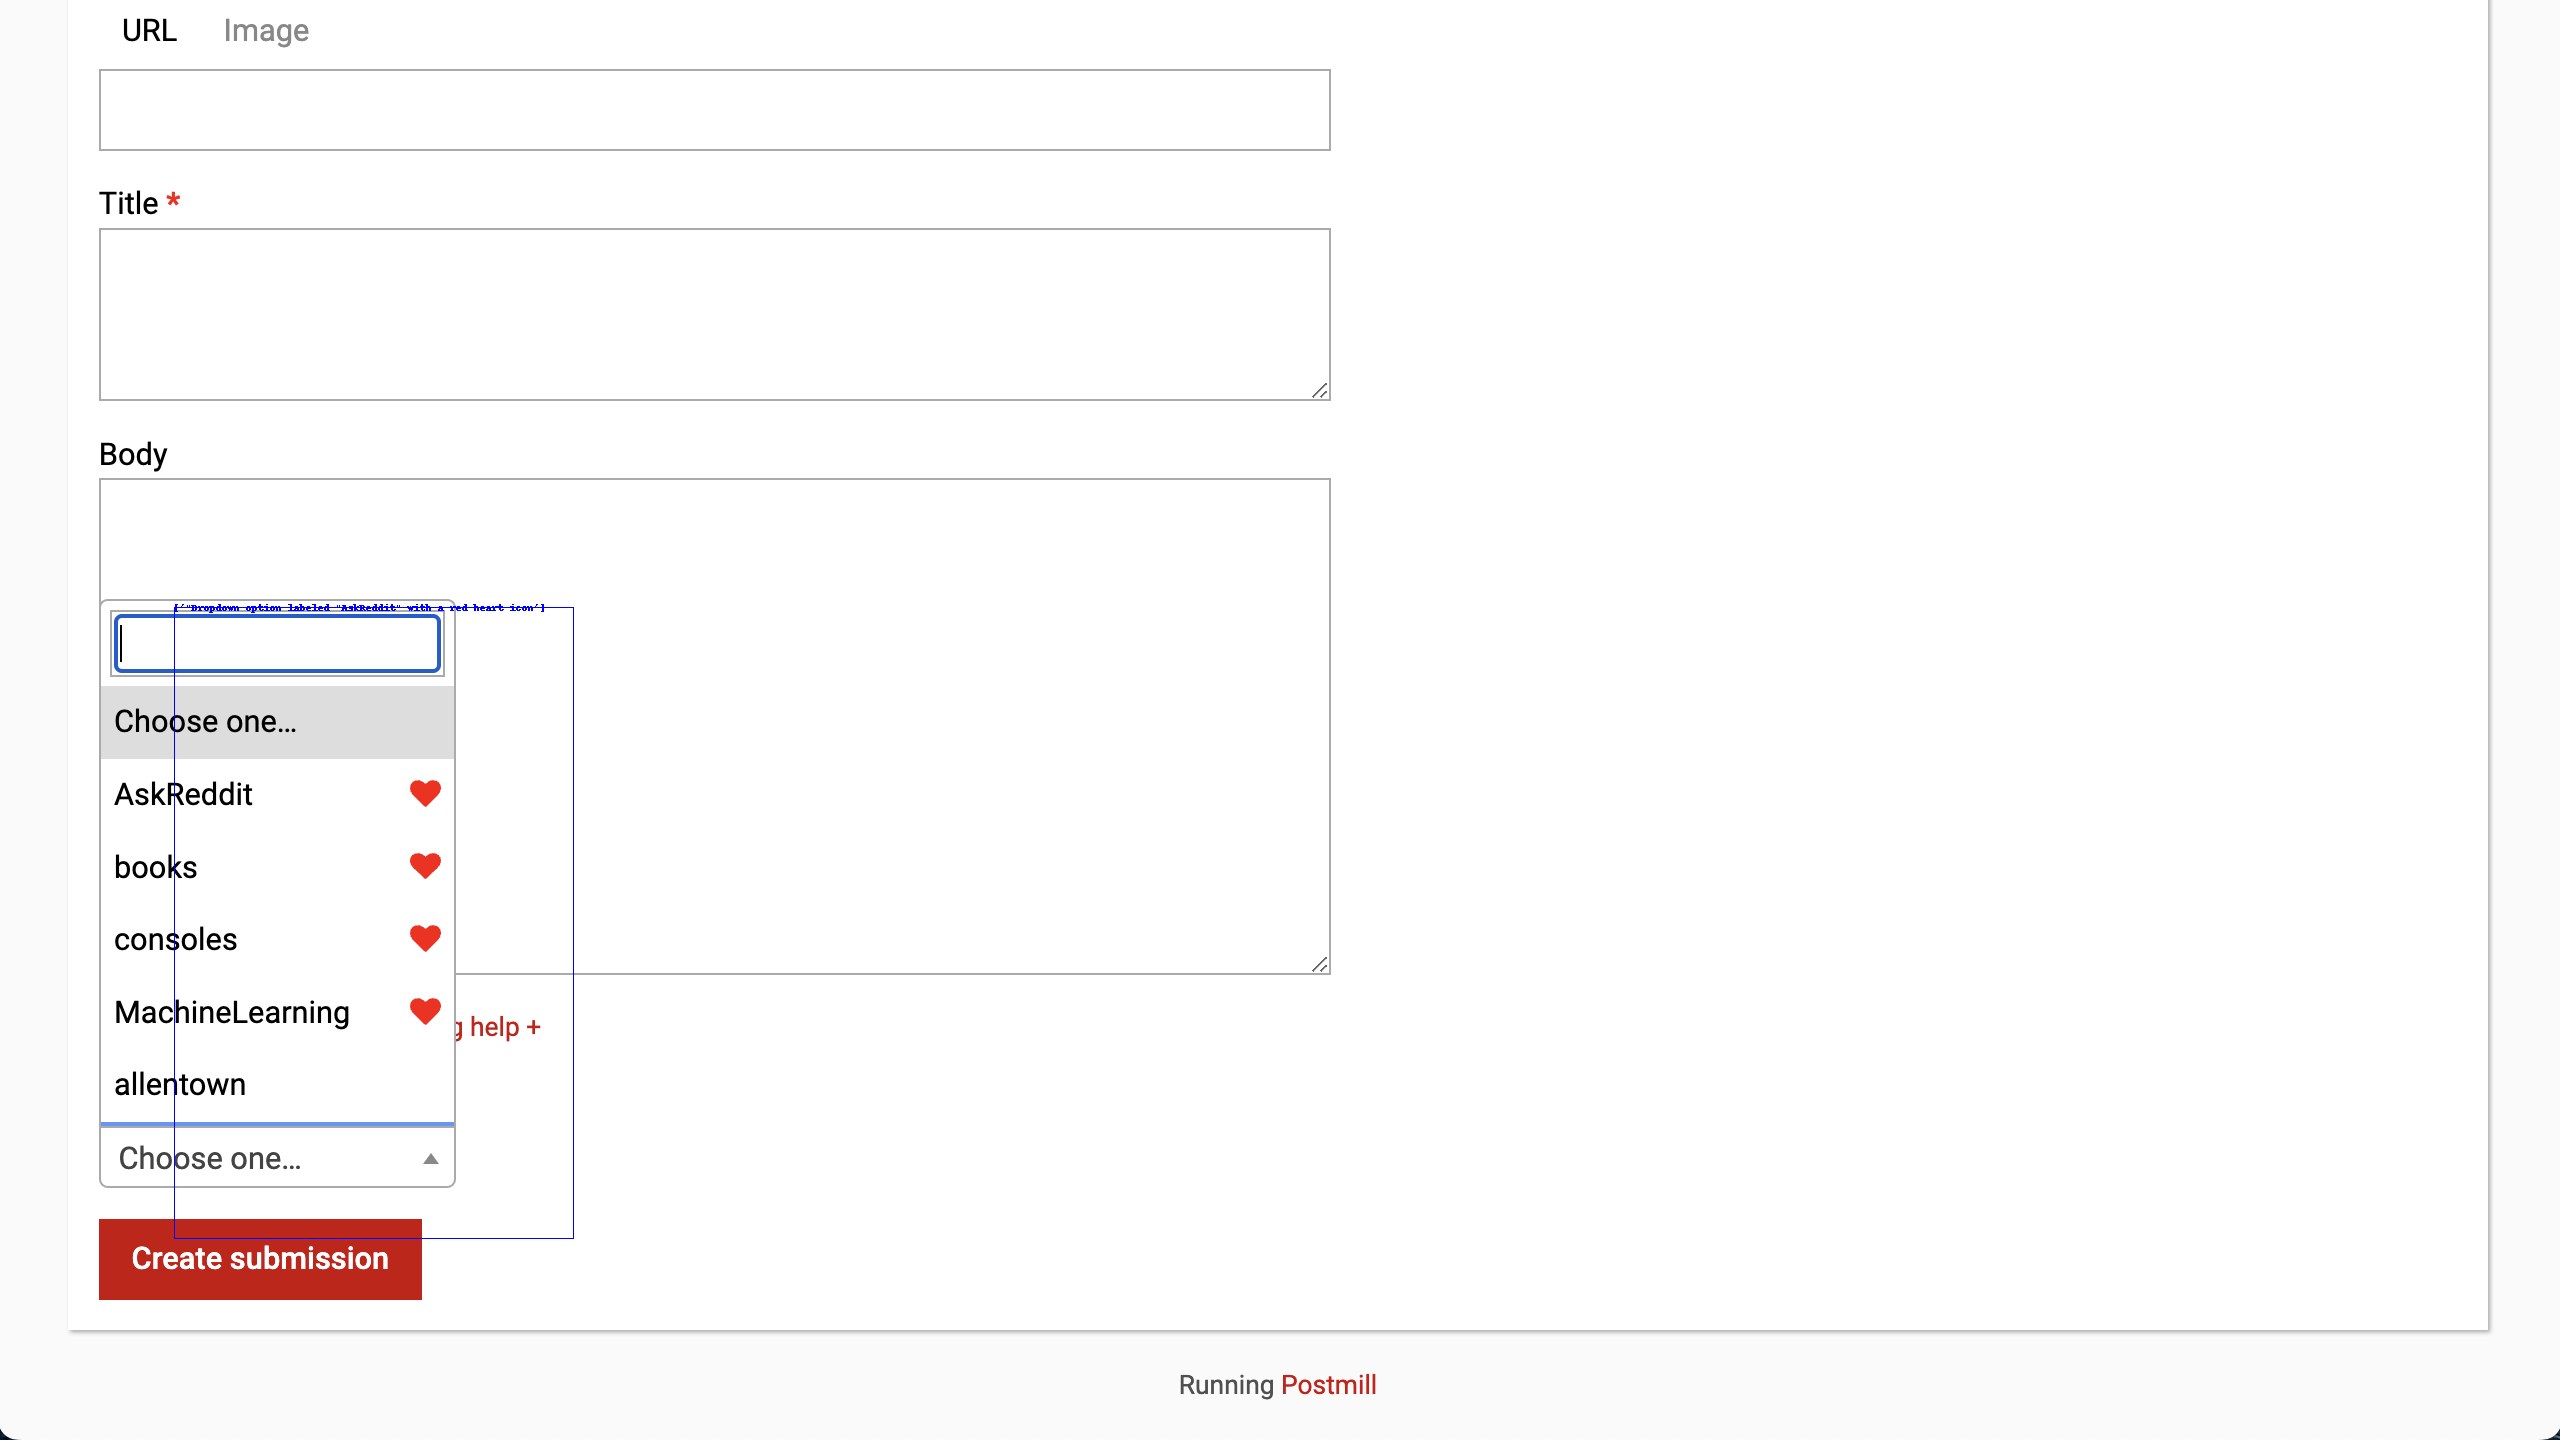 URL Image
Title *
Body
['"Dropdown option labeled "AskReddit" with a red heart icon']
Choose one...
AskReddit
books
consoles
MachineLearning
g help +
allentown
Choose one...
Create submission
Running Postmill